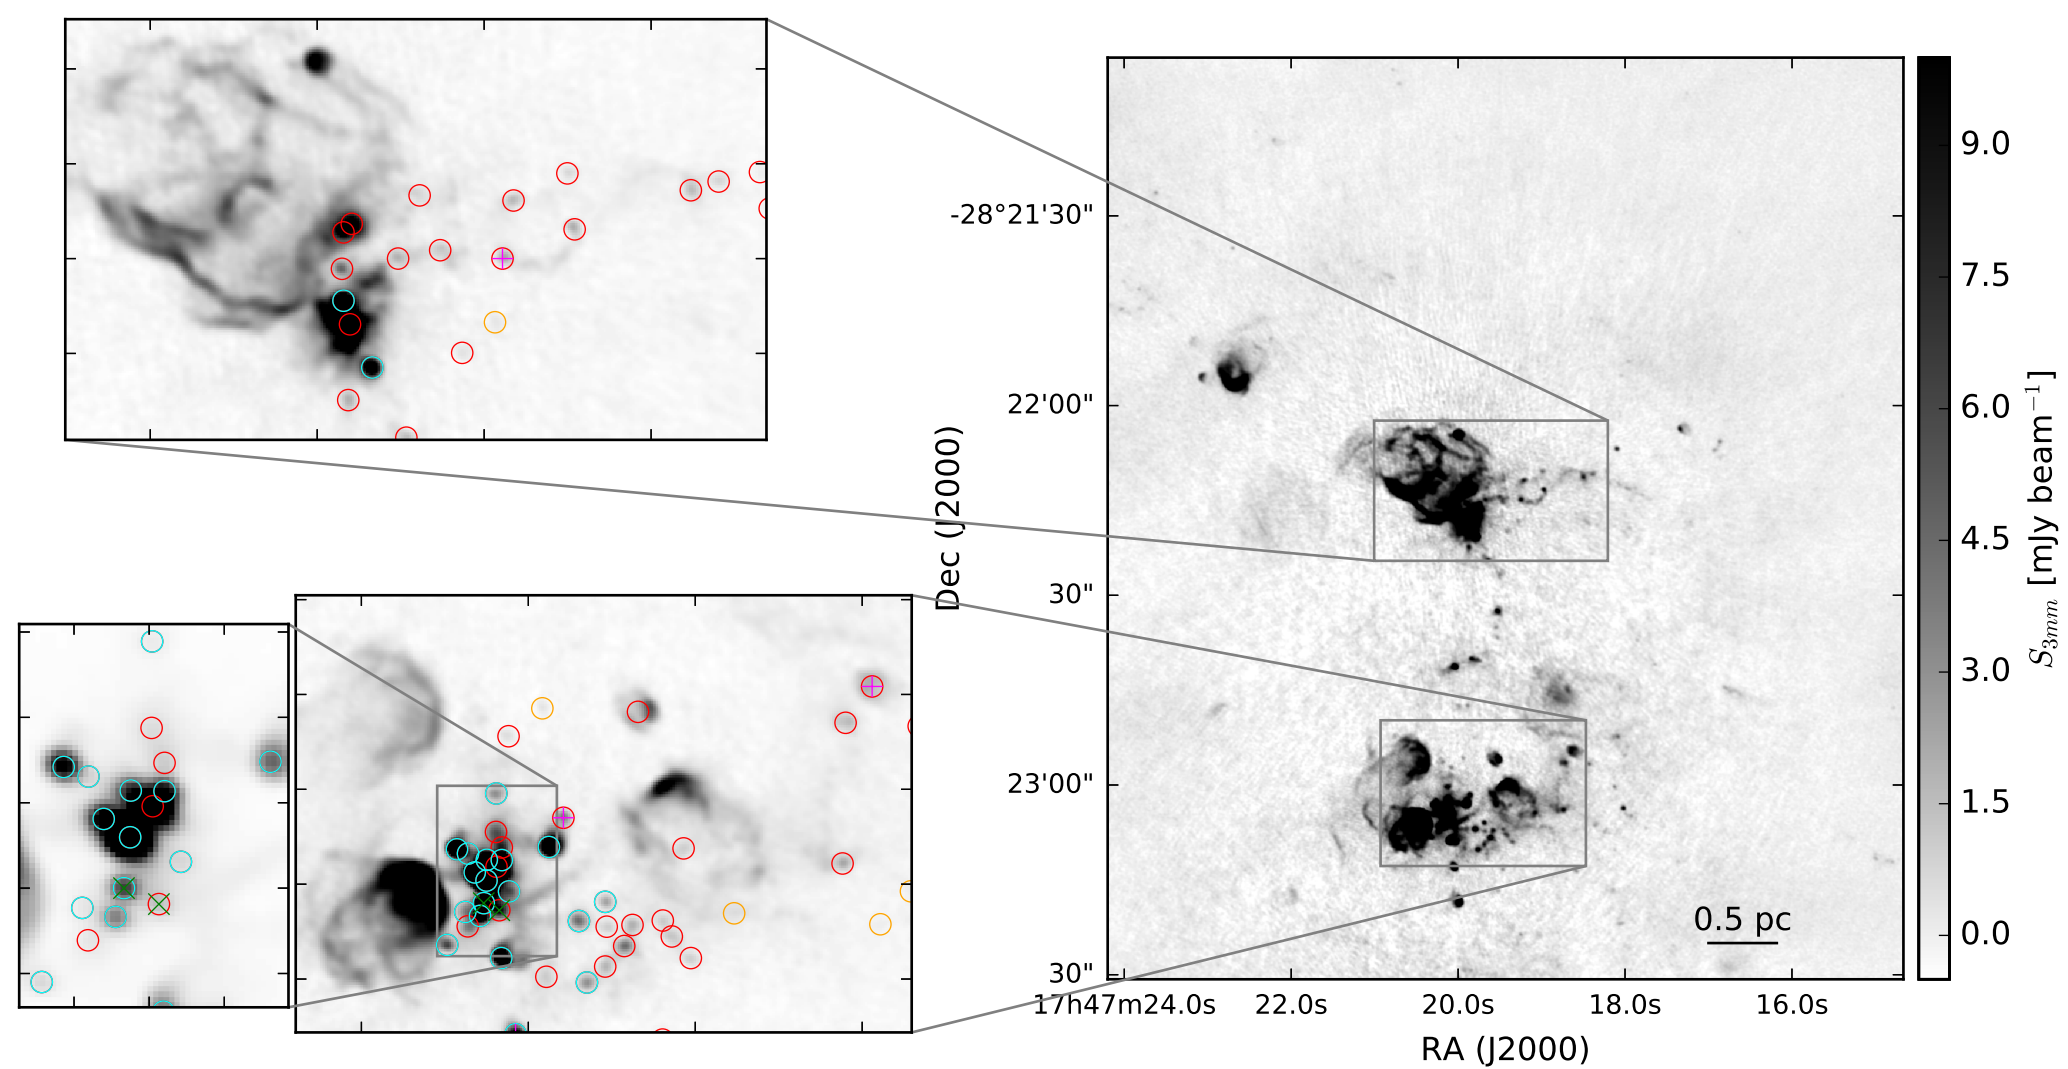 -28°21'30"
22'00"
30"
23'00"
30"
Dec (J2000)
17h47m24.0s 22.0s 20.0s 18.0s 16.0s
RA (J2000)
0.5 pc
9.0
7.5
6.0
4.5
3.0
1.5
0.0
S₃ₘₘ [mJy beam⁻¹]